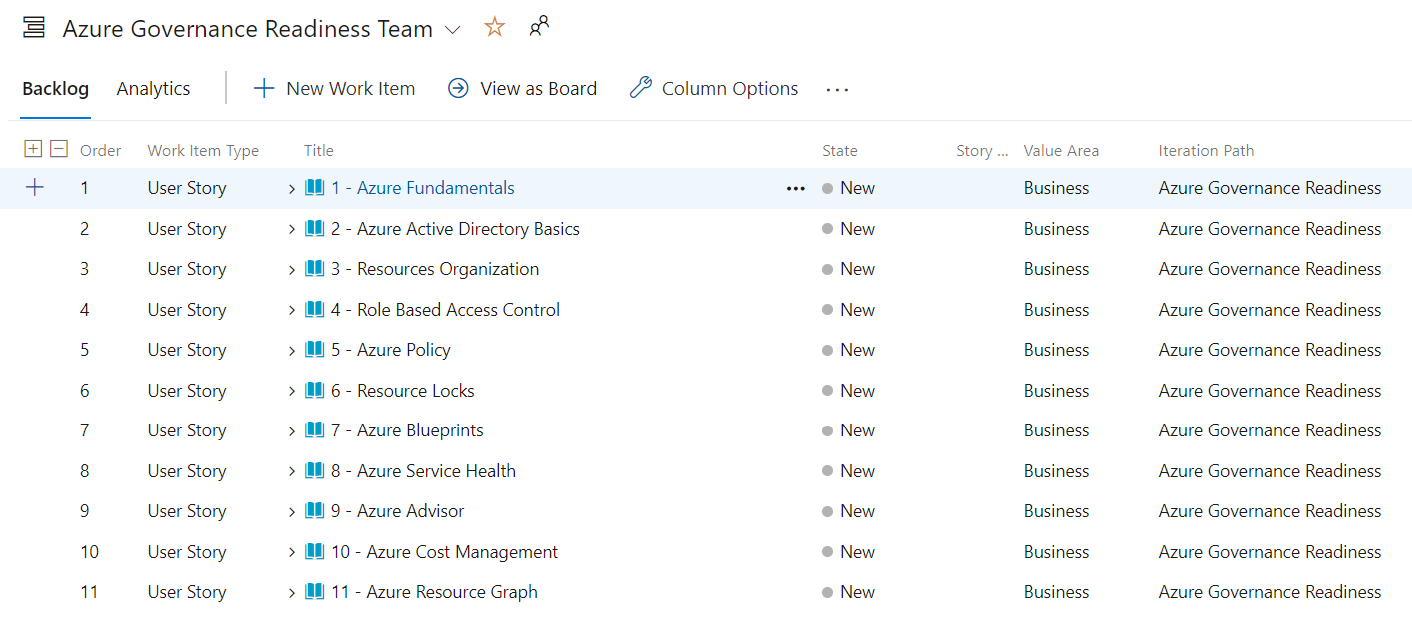 Azure Governance Readiness Team
Backlog Analytics New Work Item View as Board Column Options ...
Order Work Item Type Title State Story ... Value Area Iteration Path
1 User Story 1 - Azure Fundamentals ... New Business Azure Governance Readiness
2 User Story 2 - Azure Active Directory Basics New Business Azure Governance Readiness
3 User Story 3 - Resources Organization New Business Azure Governance Readiness
4 User Story 4 - Role Based Access Control New Business Azure Governance Readiness
5 User Story 5 - Azure Policy New Business Azure Governance Readiness
6 User Story 6 - Resource Locks New Business Azure Governance Readiness
7 User Story 7 - Azure Blueprints New Business Azure Governance Readiness
8 User Story 8 - Azure Service Health New Business Azure Governance Readiness
9 User Story 9 - Azure Advisor New Business Azure Governance Readiness
10 User Story 10 - Azure Cost Management New Business Azure Governance Readiness
11 User Story 11 - Azure Resource Graph New Business Azure Governance Readiness